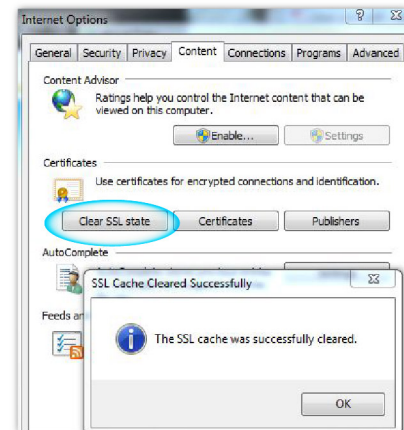 Internet Options
General Security Privacy Content Connections Programs Advanced
Content Advisor
Ratings help you control the Internet content that can be
viewed on this computer.
Enable... Settings
Certificates
Use certificates for encrypted connections and identification.
Clear SSL state Certificates Publishers
AutoComplete
SSL Cache Cleared Successfully
Feeds an
The SSL cache was successfully cleared.
OK